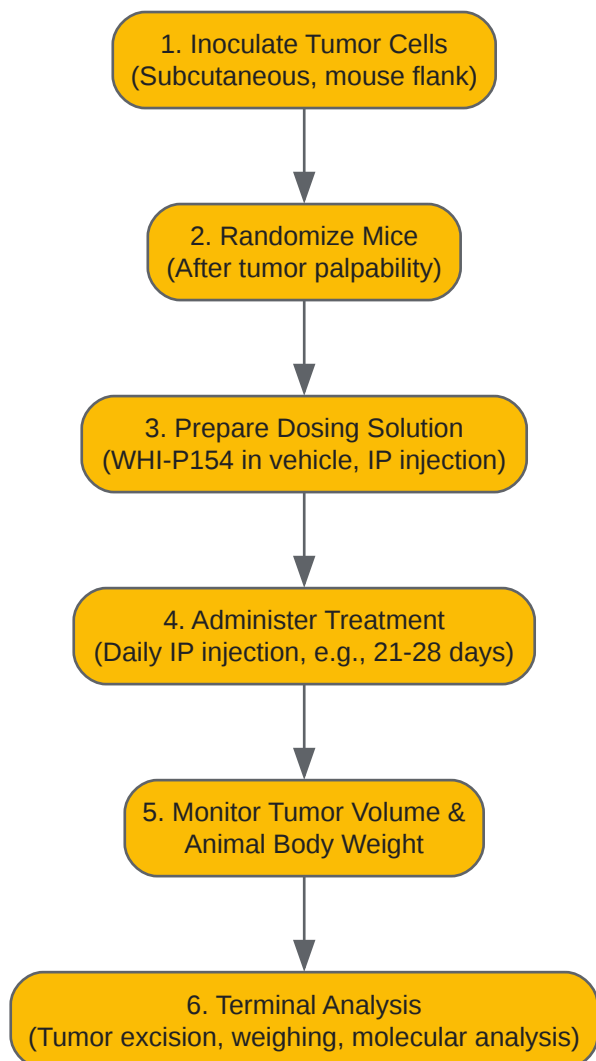 1. Inoculate Tumor Cells
(Subcutaneous, mouse flank)
2. Randomize Mice
(After tumor palpability)
3. Prepare Dosing Solution
(WHI-P154 in vehicle, IP injection)
4. Administer Treatment
(Daily IP injection, e.g., 21-28 days)
5. Monitor Tumor Volume &
Animal Body Weight
6. Terminal Analysis
(Tumor excision, weighing, molecular analysis)